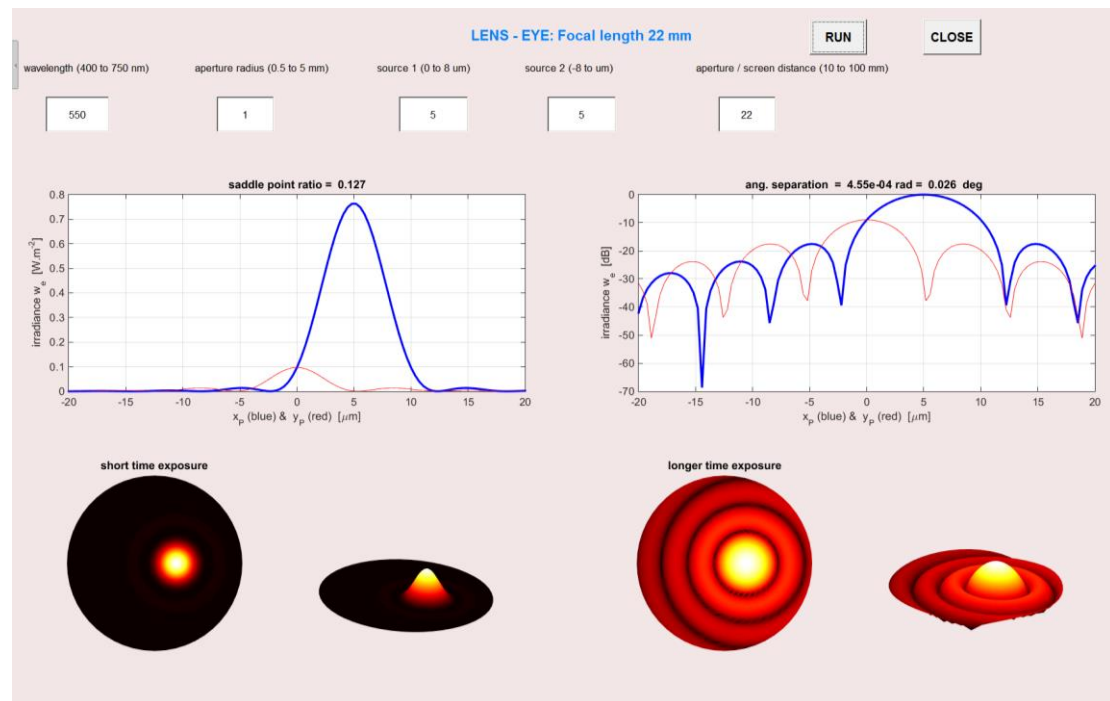 LENS - EYE: Focal length 22 mm
RUN
CLOSE
wavelength (400 to 750 nm)
aperture radius (0.5 to 5 mm)
source 1 (0 to 8 um)
source 2 (-8 to um)
aperture / screen distance (10 to 100 mm)
550
1
5
5
22
saddle point ratio = 0.127
0.8
0.7
0.6
0.5
0.4
0.3
0.2
0.1
0
irradiance w_e [W.m^-2]
-20 -15 -10 -5 0 5 10 15 20
x_P (blue) & y_P (red) [μm]
ang. separation = 4.55e-04 rad = 0.026 deg
0
-10
-20
-30
-40
-50
-60
-70
irradiance w_e [dB]
-20 -15 -10 -5 0 5 10 15 20
x_P (blue) & y_P (red) [μm]
short time exposure
longer time exposure